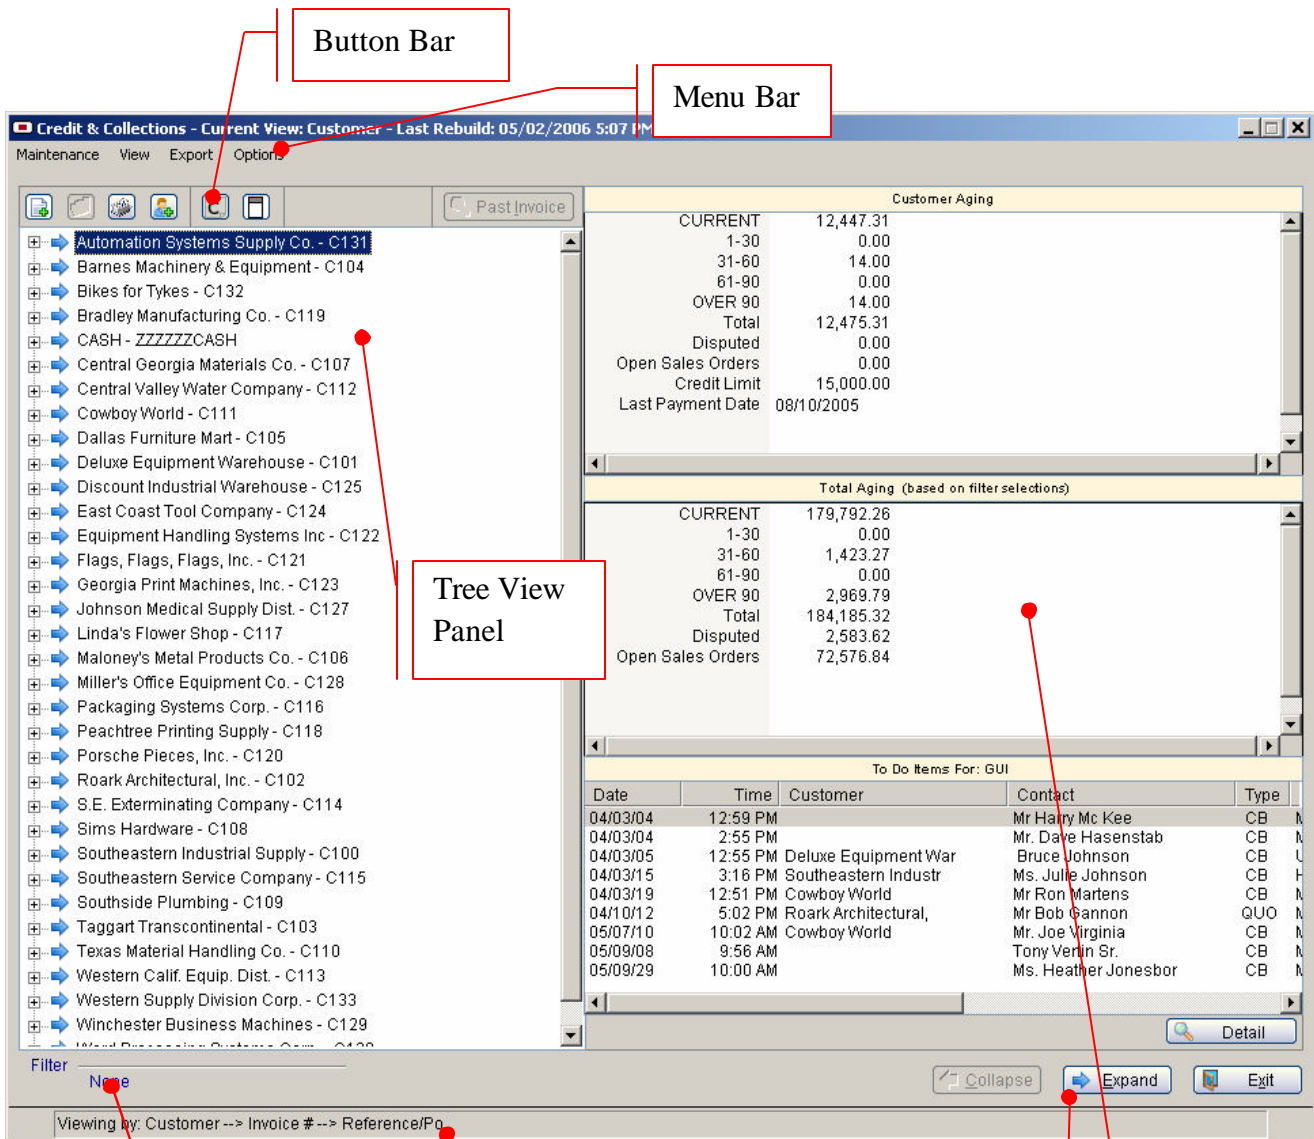 Button Bar
Menu Bar
Credit & Collections - Current View: Customer - Last Rebuild: 05/02/2006 5:07 PM
Maintenance View Export Options
Past Invoice
Automation Systems Supply Co. - C131
Barnes Machinery & Equipment - C104
Bikes for Tykes - C132
Bradley Manufacturing Co. - C119
CASH - ZZZZZZCASH
Central Georgia Materials Co. - C107
Central Valley Water Company - C112
Cowboy World - C111
Dallas Furniture Mart - C105
Deluxe Equipment Warehouse - C101
Discount Industrial Warehouse - C125
East Coast Tool Company - C124
Equipment Handling Systems Inc - C122
Flags, Flags, Flags, Inc. - C121
Georgia Print Machines, Inc. - C123
Johnson Medical Supply Dist. - C127
Linda's Flower Shop - C117
Maloney's Metal Products Co. - C106
Miller's Office Equipment Co. - C128
Packaging Systems Corp. - C116
Peachtree Printing Supply - C118
Porsche Pieces, Inc. - C120
Roark Architectural, Inc. - C102
S.E. Exterminating Company - C114
Sims Hardware - C108
Southeastern Industrial Supply - C100
Southeastern Service Company - C115
Southside Plumbing - C109
Taggart Transcontinental - C103
Texas Material Handling Co. - C110
Western Calif. Equip. Dist. - C113
Western Supply Division Corp. - C133
Winchester Business Machines - C129
Tree View
Panel
Customer Aging
CURRENT 12,447.31
1-30 0.00
31-60 14.00
61-90 0.00
OVER 90 14.00
Total 12,475.31
Disputed 0.00
Open Sales Orders 0.00
Credit Limit 15,000.00
Last Payment Date 08/10/2005
Total Aging (based on filter selections)
CURRENT 179,792.26
1-30 0.00
31-60 1,423.27
61-90 0.00
OVER 90 2,969.79
Total 184,185.32
Disputed 2,583.62
Open Sales Orders 72,576.84
To Do Items For: GUI
Date Time Customer Contact Type
04/03/04 12:59 PM Mr Harry Mc Kee CB
04/03/04 2:55 PM Mr. Dave Hasenstab CB
04/03/05 12:55 PM Deluxe Equipment War Bruce Johnson CB
04/03/15 3:16 PM Southeastern Industr Ms. Julie Johnson CB
04/03/19 12:51 PM Cowboy World Mr Ron Martens CB
04/10/12 5:02 PM Roark Architectural, Mr Bob Gannon QUO
05/07/10 10:02 AM Cowboy World Mr. Joe Virginia CB
05/09/08 9:56 AM Tony Vertin Sr. CB
05/09/29 10:00 AM Ms. Heather Jonesbor CB
Detail
Filter
None
Collapse Expand Exit
Viewing by: Customer --> Invoice # --> Reference/Po